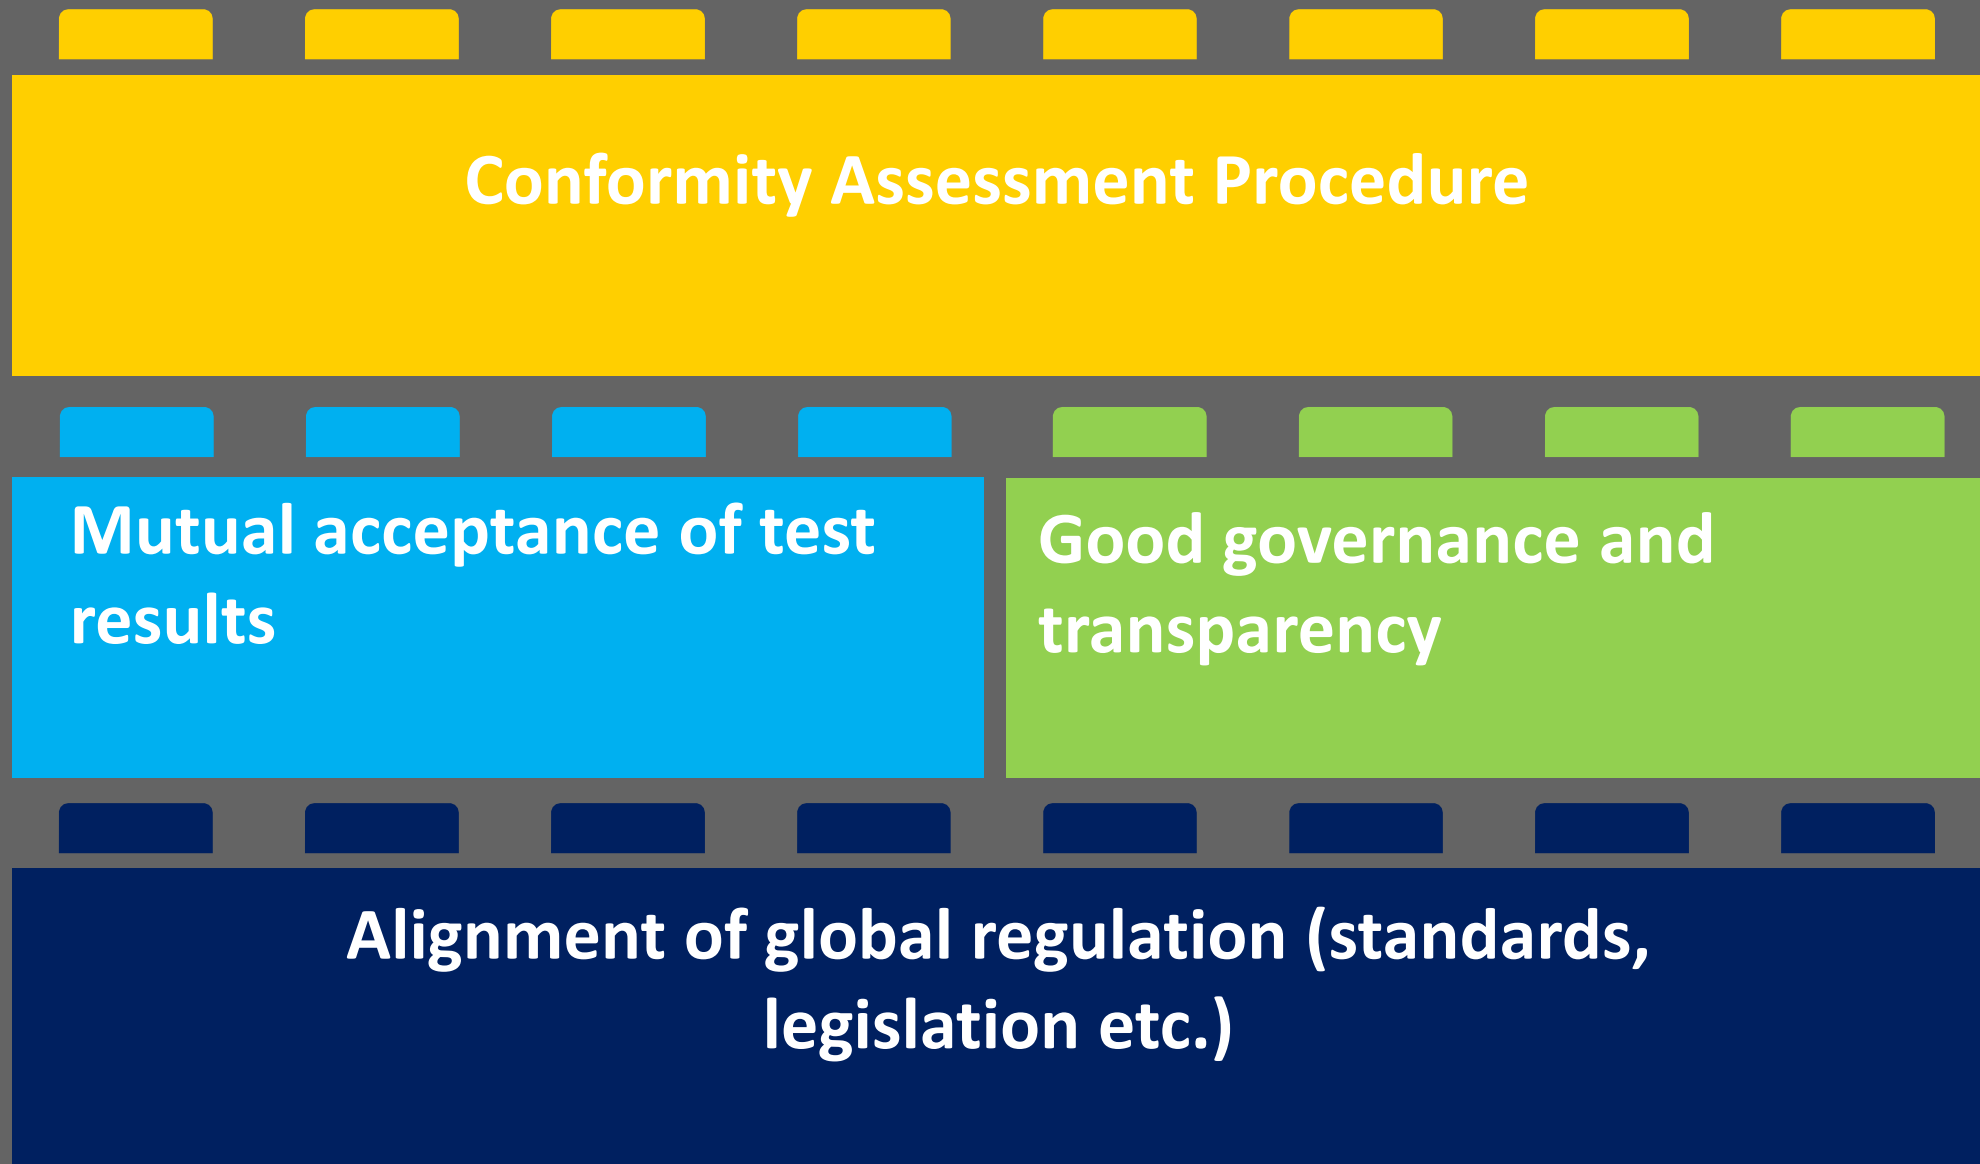 Conformity Assessment Procedure
Mutual acceptance of test
results
Good governance and
transparency
Alignment of global regulation (standards,
legislation etc.)